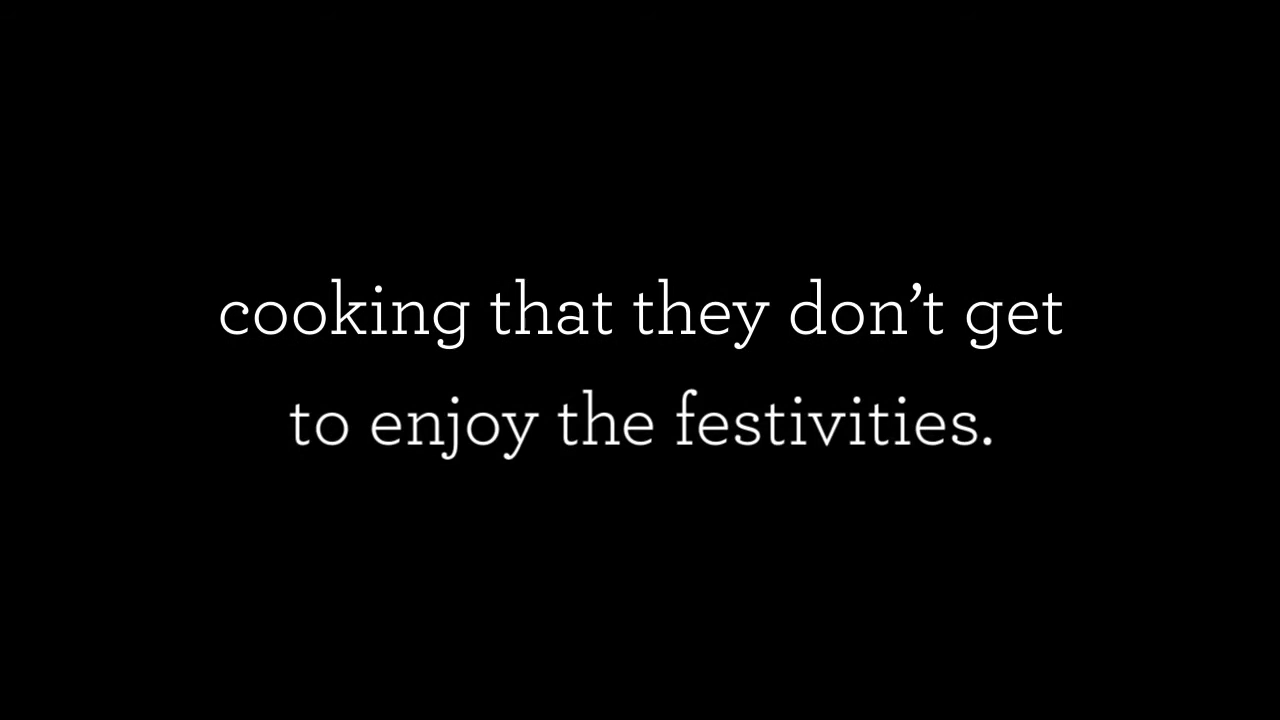 cooking that they don’t get
to enjoy the festivities.